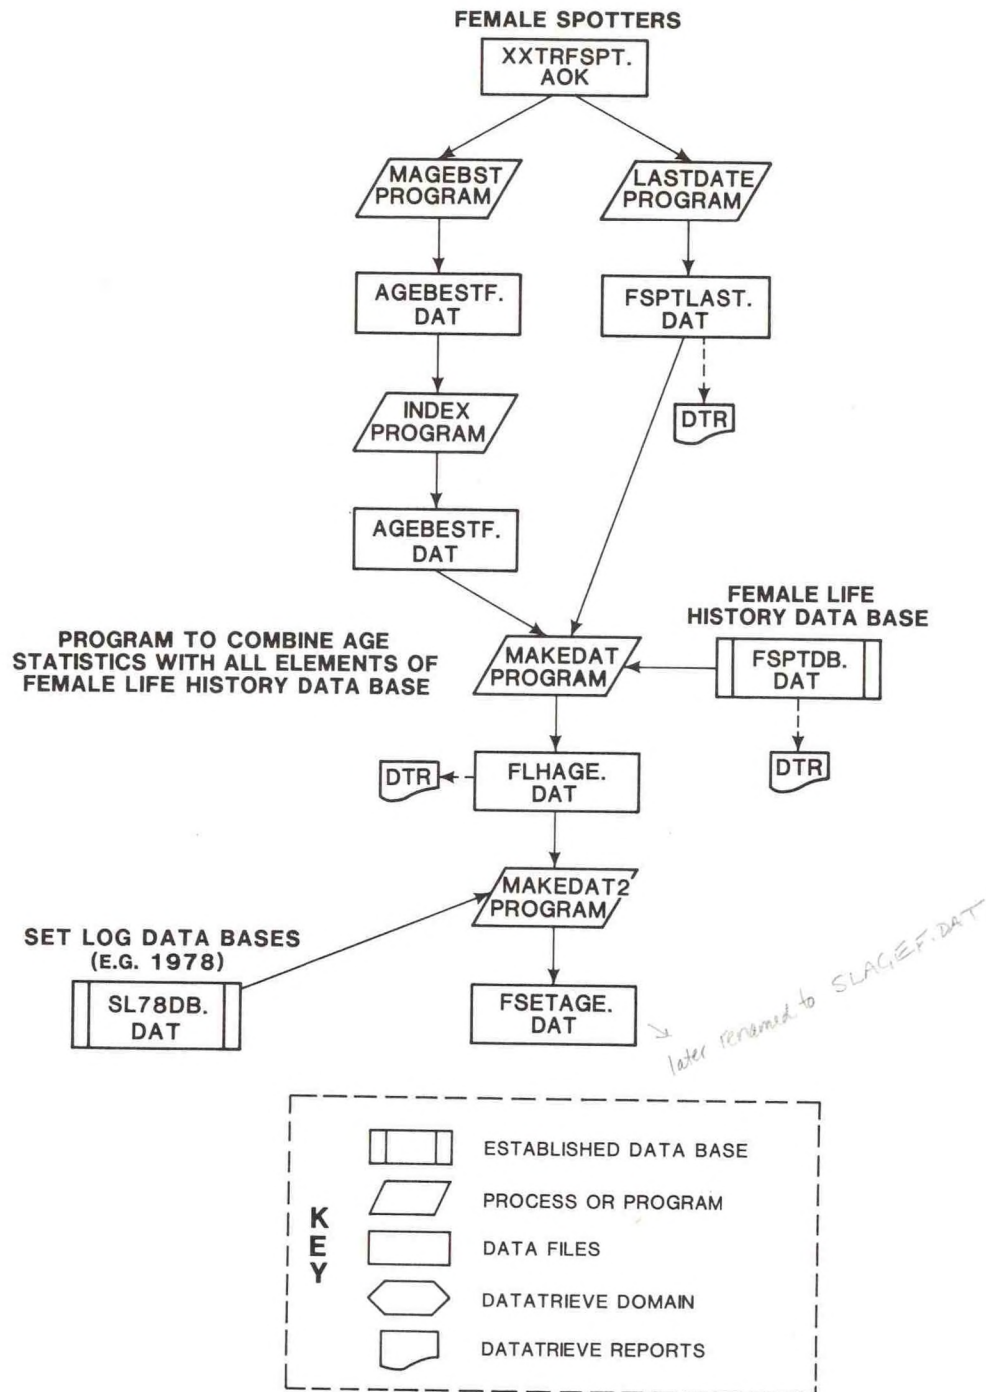 FEMALE SPOTTERS
XXTRFSPT.
AOK
MAGEBST
PROGRAM
LASTDATE
PROGRAM
AGEBESTF.
DAT
FSPTLAST.
DAT
DTR
INDEX
PROGRAM
AGEBESTF.
DAT
FEMALE LIFE
HISTORY DATA BASE
FSPTDB.
DAT
DTR
PROGRAM TO COMBINE AGE
STATISTICS WITH ALL ELEMENTS OF
FEMALE LIFE HISTORY DATA BASE
MAKEDAT
PROGRAM
DTR
FLHAGE.
DAT
MAKEDAT2
PROGRAM
SET LOG DATA BASES
(E.G. 1978)
SL78DB.
DAT
FSETAGE.
DAT
later renamed to SLAGEF.DAT
KEY
ESTABLISHED DATA BASE
PROCESS OR PROGRAM
DATA FILES
DATATRIEVE DOMAIN
DATATRIEVE REPORTS